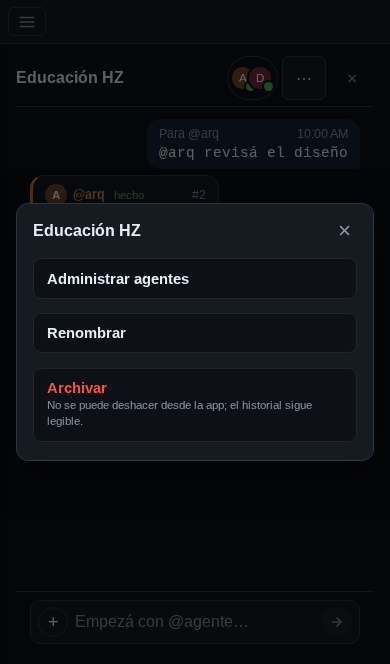 Educación HZ
A D
...
×
Para @arq 10:00 AM
@arq revisá el diseño
A @arq hecho #2
Educación HZ ×
Administrar agentes
Renombrar
Archivar
No se puede deshacer desde la app; el historial sigue
legible.
+ Empezá con @agente…